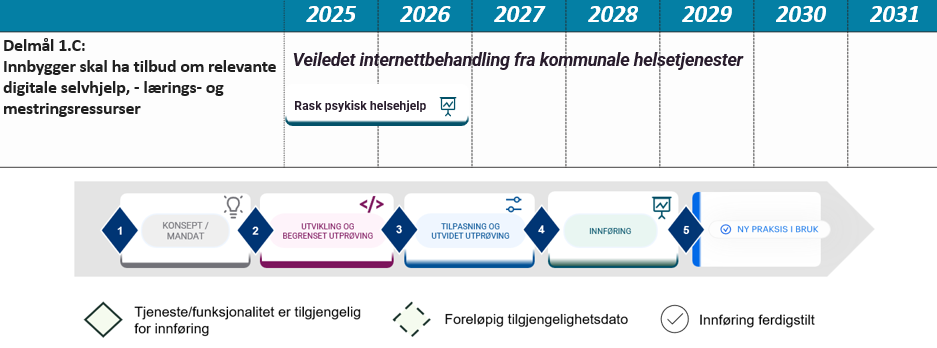 2025 2026 2027 2028 2029 2030 2031
Delmål 1.C:
Innbygger skal ha tilbud om relevante
digitale selvhjelp, - lærings- og
mestringsressurser
Veiledet internettbehandling fra kommunale helsetjenester
Rask psykisk helsehjelp
1
KONSEPT /
MANDAT
2
</>
UTVIKLING OG
BEGRENSET UTPRØVING
3
TILPASNING OG
UTVIDET UTPRØVING
4
INNFØRING
5
NY PRAKSIS I BRUK
Tjeneste/funksjonalitet er tilgjengelig
for innføring
Foreløpig tilgjengelighetsdato
Innføring ferdigstilt